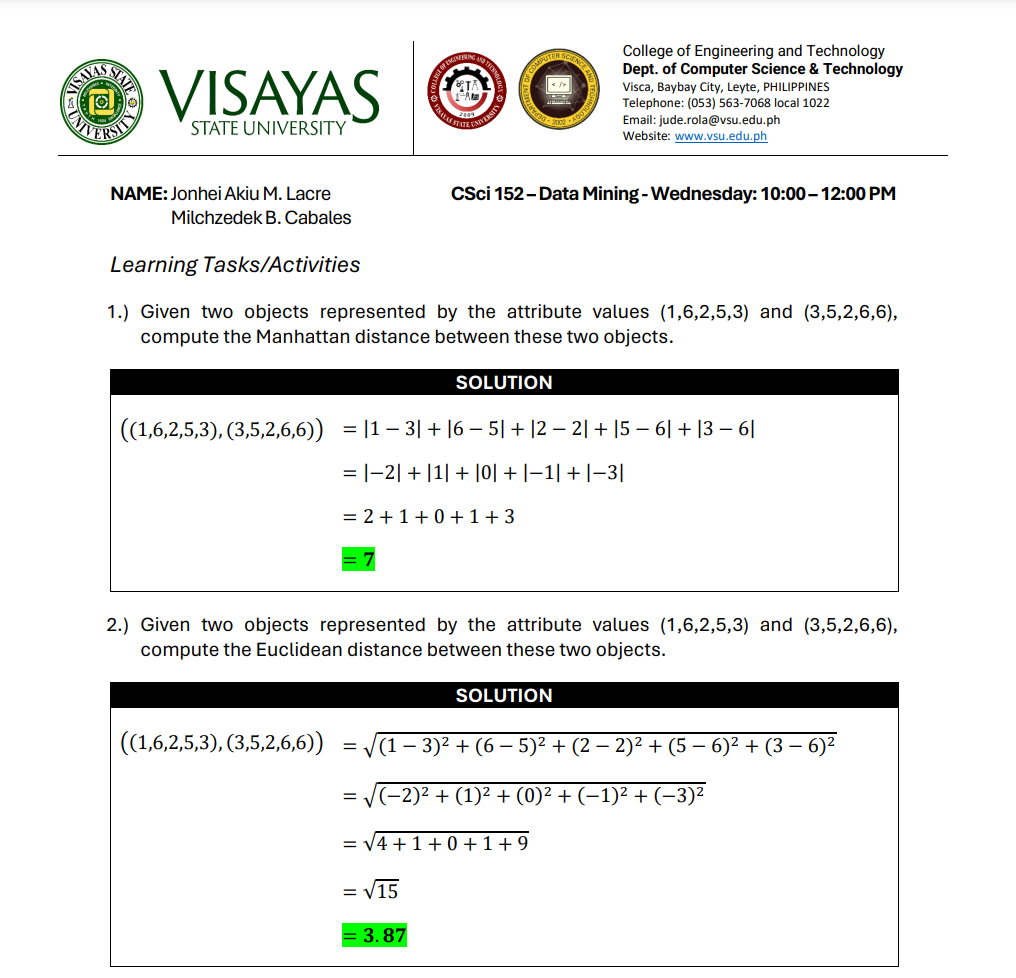 VISAYAS STATE UNIVERSITY
VISAYAS
STATE UNIVERSITY
COLLEGE OF ENGINEERING AND TECHNOLOGY
2009
VISAYAS STATE UNIVERSITY
DEPARTMENT OF COMPUTER SCIENCE AND TECHNOLOGY
</>
2002
College of Engineering and Technology
Dept. of Computer Science & Technology
Visca, Baybay City, Leyte, PHILIPPINES
Telephone: (053) 563-7068 local 1022
Email: jude.rola@vsu.edu.ph
Website: www.vsu.edu.ph
NAME: Jonhei Akiu M. Lacre
Milchzedek B. Cabales
CSci 152 – Data Mining - Wednesday: 10:00 – 12:00 PM
Learning Tasks/Activities
1.) Given two objects represented by the attribute values (1,6,2,5,3) and (3,5,2,6,6),
compute the Manhattan distance between these two objects.
SOLUTION
((1,6,2,5,3), (3,5,2,6,6)) = |1 − 3| + |6 − 5| + |2 − 2| + |5 − 6| + |3 − 6|
= |−2| + |1| + |0| + |−1| + |−3|
= 2 + 1 + 0 + 1 + 3
= 7
2.) Given two objects represented by the attribute values (1,6,2,5,3) and (3,5,2,6,6),
compute the Euclidean distance between these two objects.
SOLUTION
((1,6,2,5,3), (3,5,2,6,6)) = √(1 − 3)² + (6 − 5)² + (2 − 2)² + (5 − 6)² + (3 − 6)²
= √(−2)² + (1)² + (0)² + (−1)² + (−3)²
= √4 + 1 + 0 + 1 + 9
= √15
= 3.87